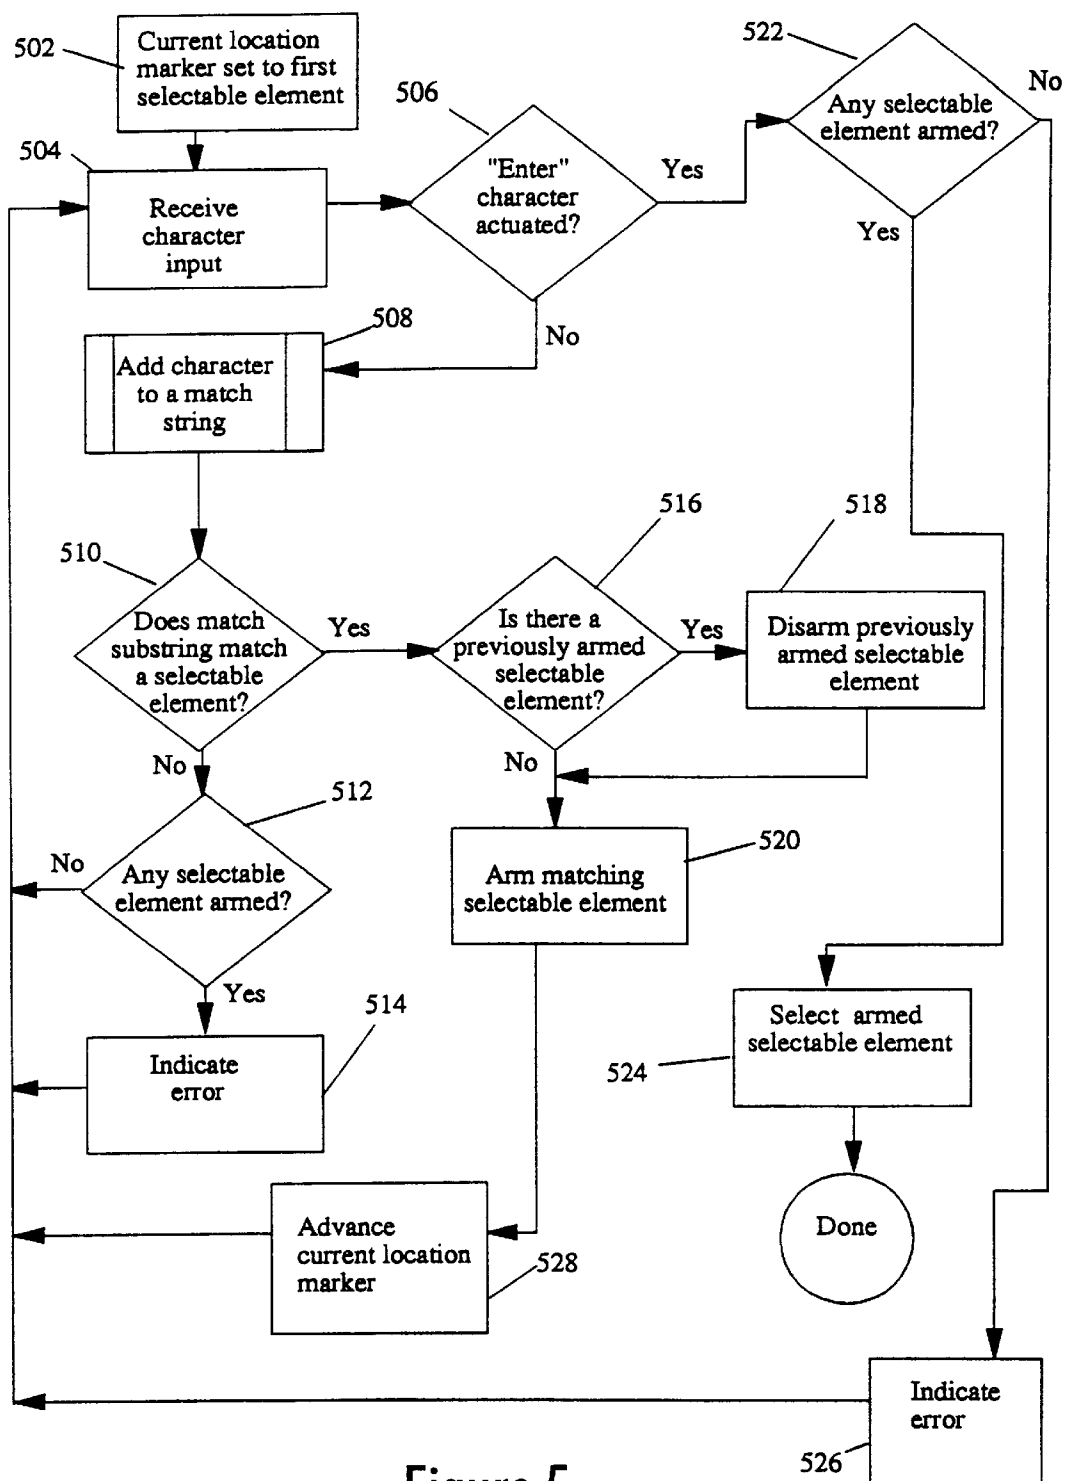 502
Current location
marker set to first
selectable element
504
Receive
character
input
506
"Enter"
character
actuated?
Yes
No
522
Any selectable
element armed?
No
Yes
508
Add character
to a match
string
510
Does match
substring match
a selectable
element?
Yes
No
516
Is there a
previously armed
selectable
element?
Yes
No
518
Disarm previously
armed selectable
element
512
Any selectable
element armed?
No
Yes
520
Arm matching
selectable element
514
Indicate
error
524
Select armed
selectable element
Done
Advance
current location
marker
528
Indicate
error
526
Figure 5